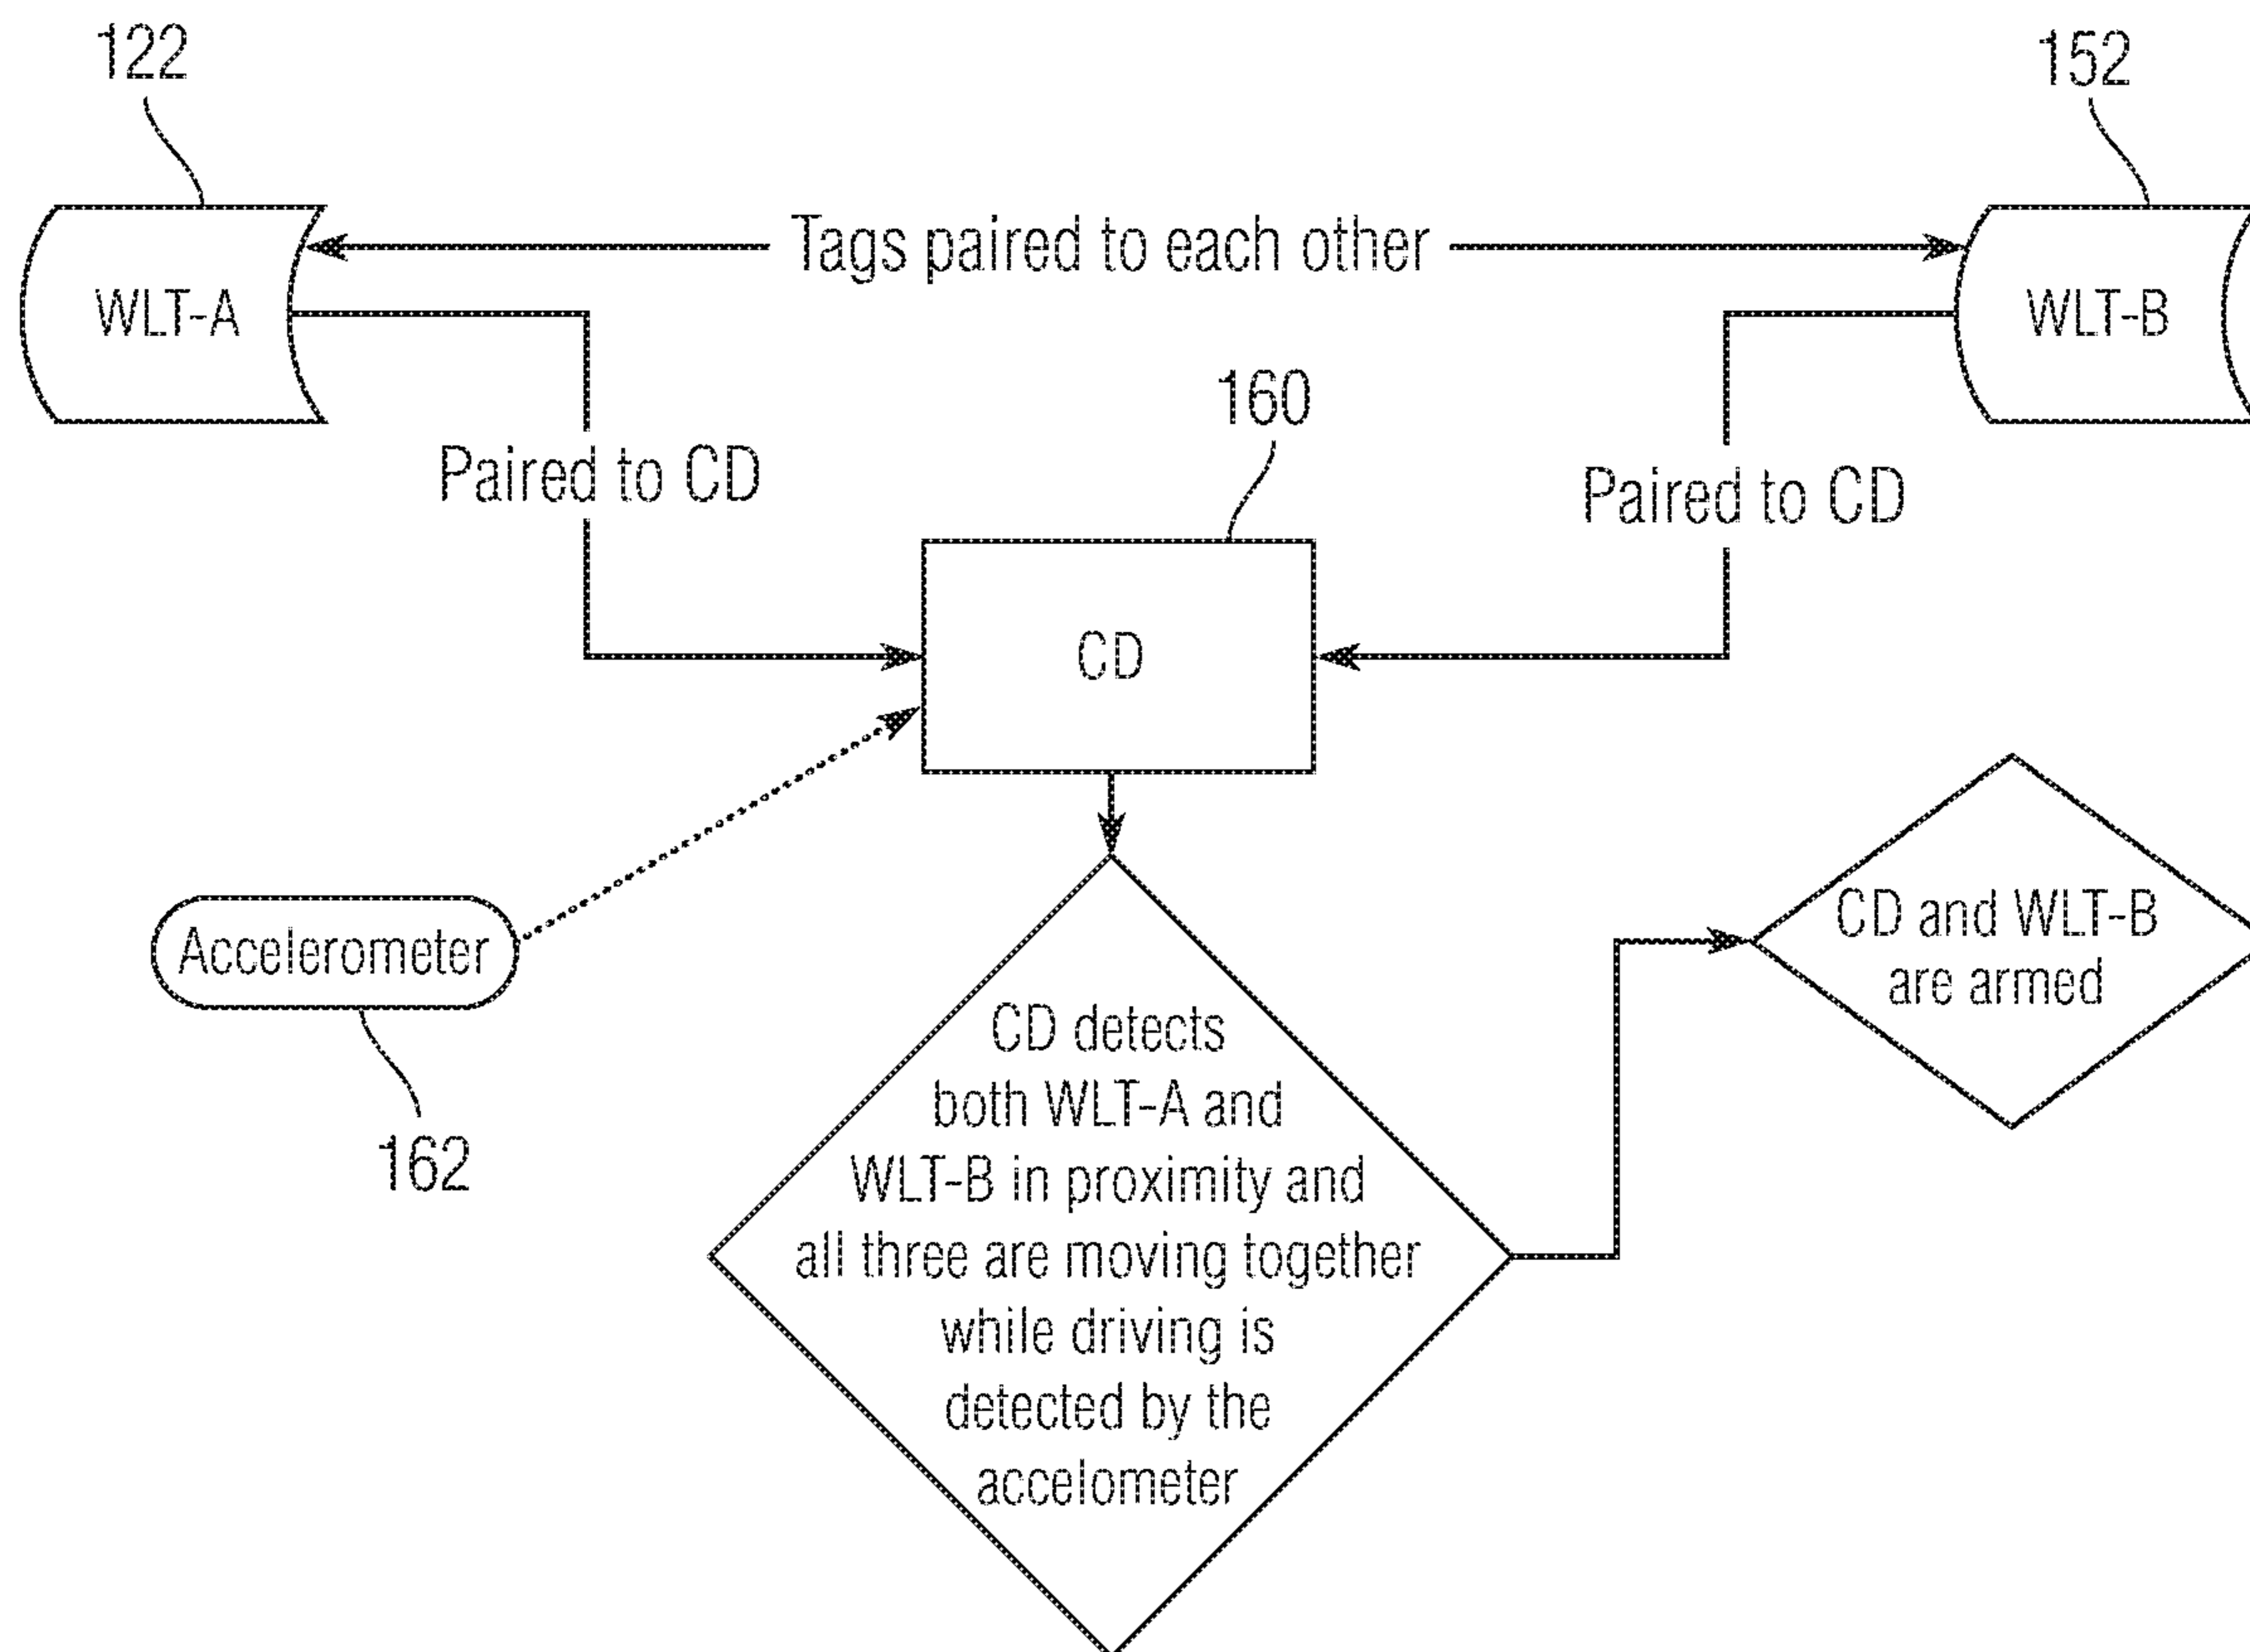 122
152
Tags paired to each other
WLT-A
WLT-B
160
Paired to CD
Paired to CD
CD
Accelerometer
162
CD and WLT-B
are armed
CD detects
both WLT-A and
WLT-B in proximity and
all three are moving together
while driving is
detected by the
accelometer